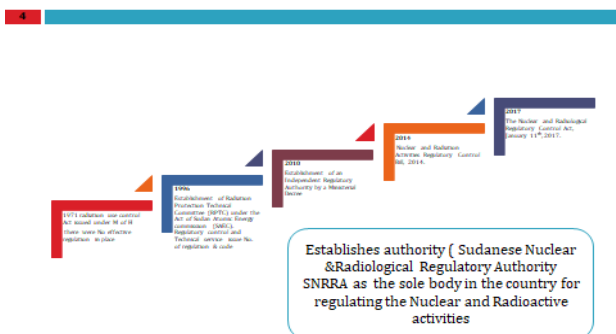 4
1971 radiation use control
Act issued under M of H
there were No effective
regulation in place
1996
Establishment of Radiation
Protection Technical
Committee (RPTC) under the
Act of Sudan Atomic Energy
commission (SAEC).
Regulatory control and
Technical service issue No.
of regulation & code
2010
Establishment of an
Independent Regulatory
Authority by a Ministerial
Decree
2014
Nuclear and Radiation
Activities Regulatory Control
Bill, 2014.
2017
The Nuclear and Radiological
Regulatory Control Act,
January 11th, 2017.
Establishes authority ( Sudanese Nuclear
&Radiological Regulatory Authority
SNRRA as the sole body in the country for
regulating the Nuclear and Radioactive
activities